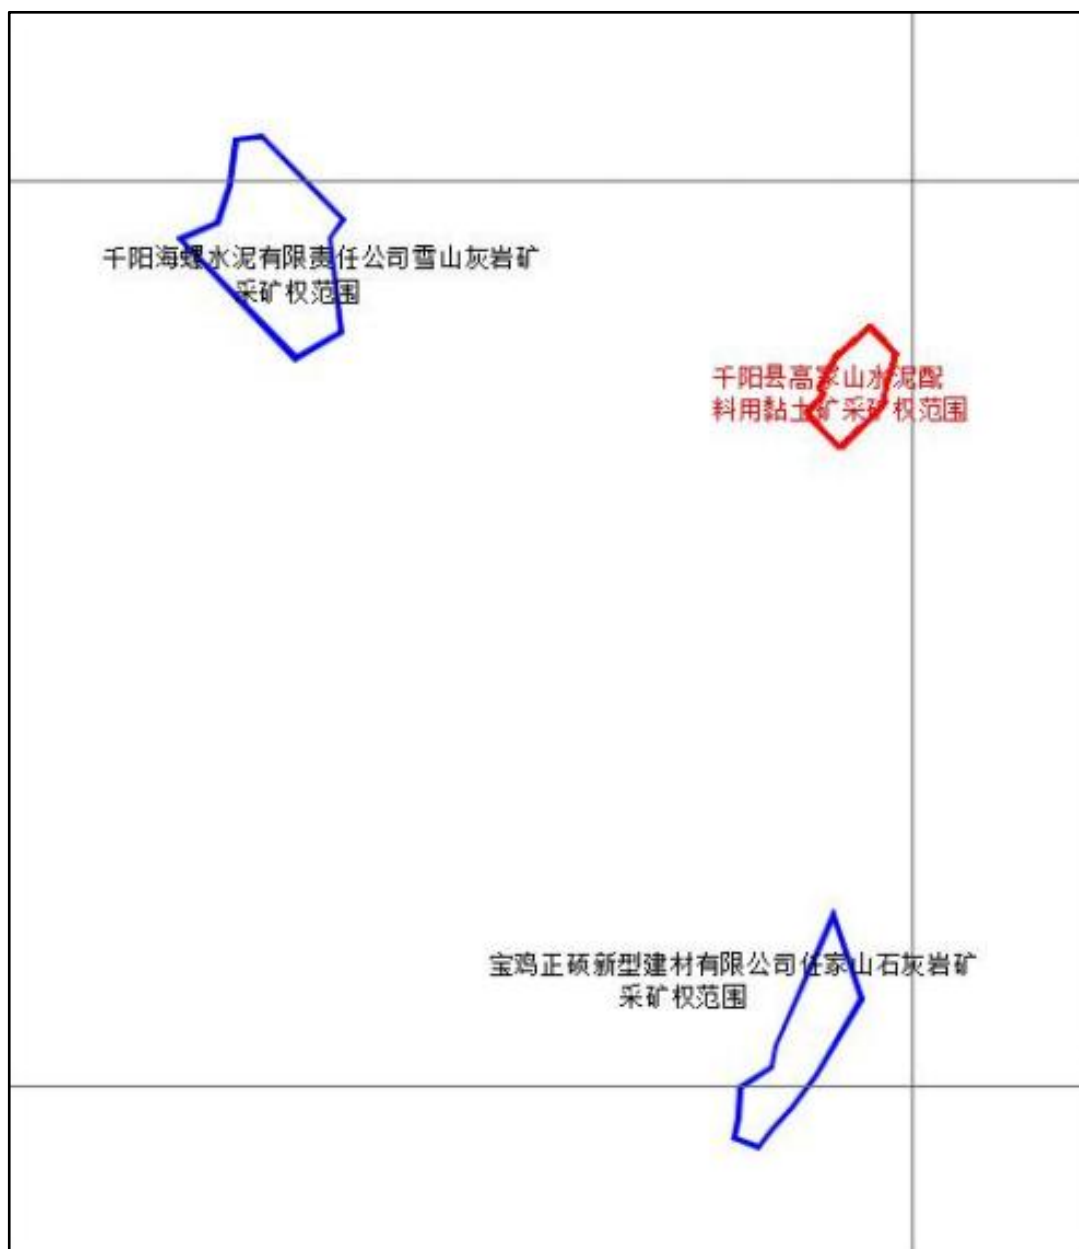 千阳海螺水泥有限责任公司雪山灰岩矿
采矿权范围
千阳县高家山水泥配
料用黏土矿采矿权范围
宝鸡正硕新型建材有限公司任家山石灰岩矿
采矿权范围